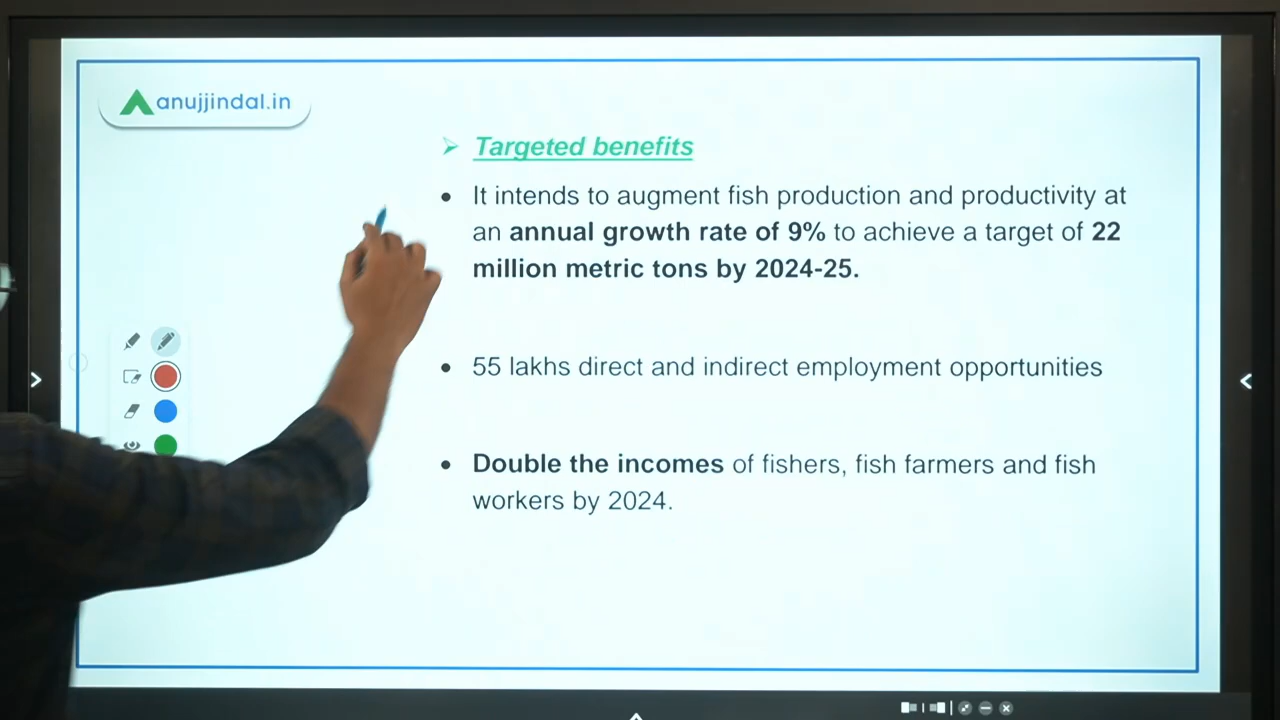 anujjindal.in
Targeted benefits
It intends to augment fish production and productivity at
an annual growth rate of 9% to achieve a target of 22
million metric tons by 2024-25.
55 lakhs direct and indirect employment opportunities
Double the incomes of fishers, fish farmers and fish
workers by 2024.